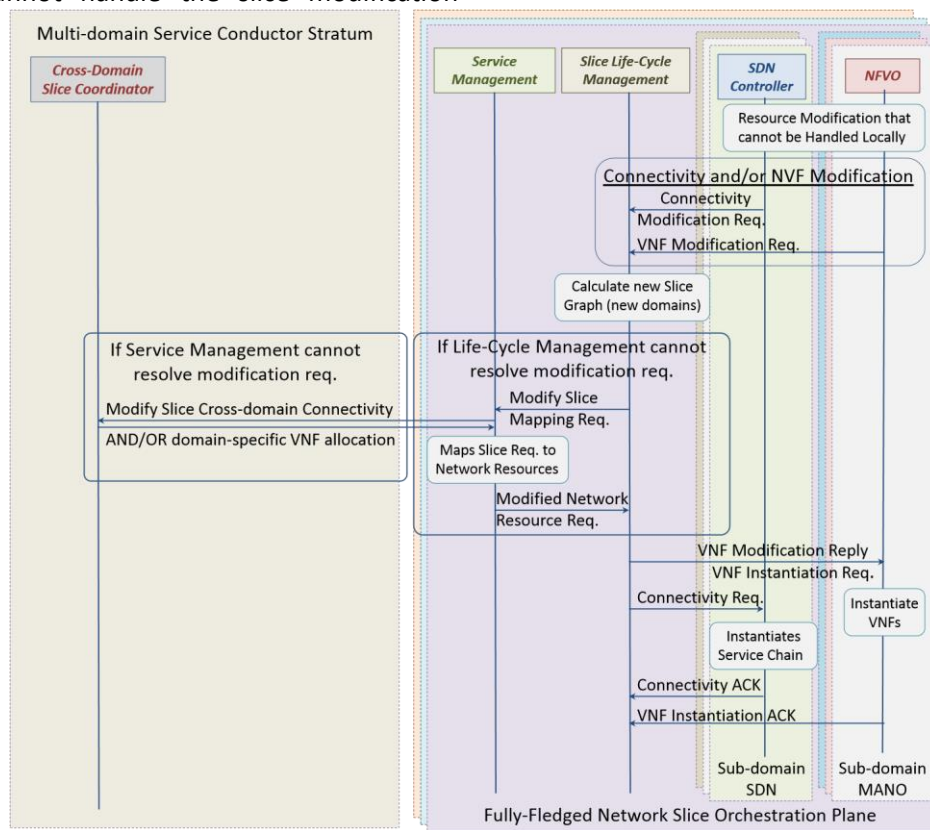 cannot handle the slice modification
Multi-domain Service Conductor Stratum
Cross-Domain
Slice Coordinator
Service
Management
Slice Life-Cycle
Management
SDN
Controller
NFVO
Resource Modification that
cannot be Handled Locally
Connectivity and/or NVF Modification
Connectivity
Modification Req.
VNF Modification Req.
Calculate new Slice
Graph (new domains)
If Service Management cannot
resolve modification req.
If Life-Cycle Management cannot
resolve modification req.
Modify Slice
Mapping Req.
Modify Slice Cross-domain Connectivity
AND/OR domain-specific VNF allocation
Maps Slice Req. to
Network Resources
Modified Network
Resource Req.
VNF Modification Reply
VNF Instantiation Req.
Connectivity Req.
Instantiate
VNFs
Instantiates
Service Chain
Connectivity ACK
VNF Instantiation ACK
Sub-domain
SDN
Sub-domain
MANO
Fully-Fledged Network Slice Orchestration Plane